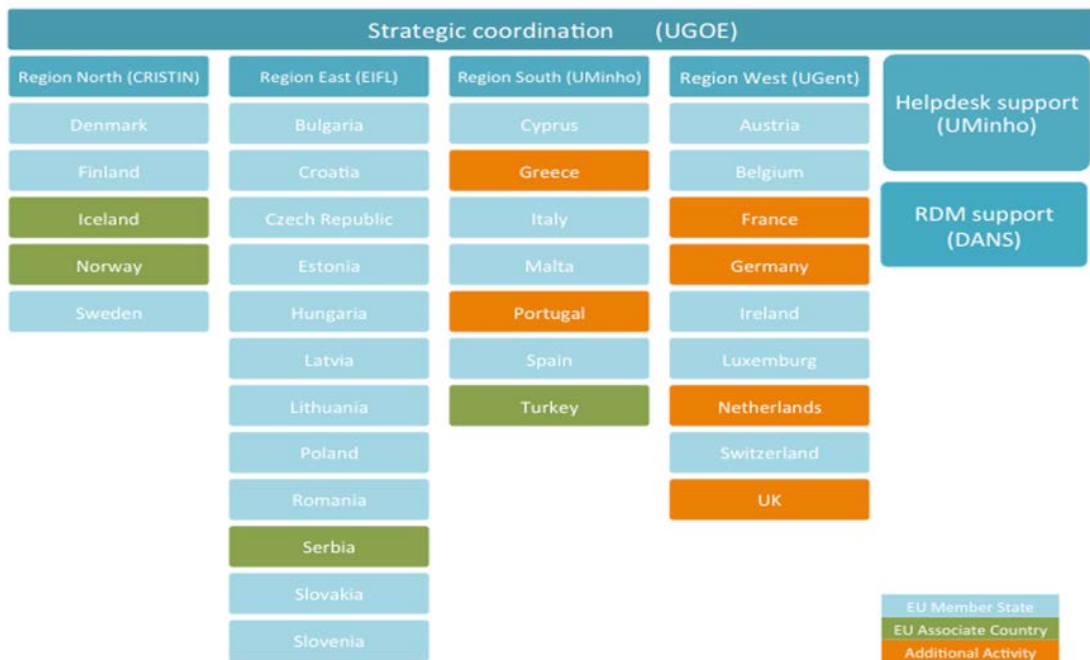 Strategic coordination (UGOE)
Region North (CRISTIN)
Denmark
Finland
Iceland
Norway
Sweden
Region East (EIFL)
Bulgaria
Croatia
Czech Republic
Estonia
Hungaria
Latvia
Lithuania
Poland
Romania
Serbia
Slovakia
Slovenia
Region South (UMinho)
Cyprus
Greece
Italy
Malta
Portugal
Spain
Turkey
Region West (UGent)
Austria
Belgium
France
Germany
Ireland
Luxemburg
Netherlands
Switzerland
UK
Helpdesk support
(UMinho)
RDM support
(DANS)
EU Member State
EU Associate Country
Additional Activity